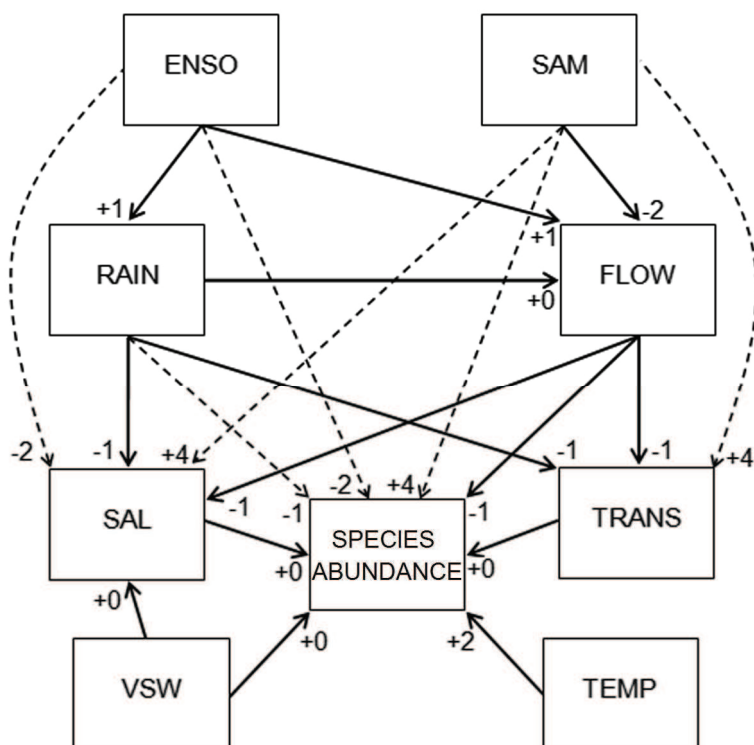 ENSO
SAM
+1
-2
+1
RAIN
FLOW
+0
-2
-1
+4
-1
-1
+4
-2
+4
SAL
-1
-1
-1
TRANS
SPECIES
ABUNDANCE
+0
+0
+0
+0
+2
VSW
TEMP